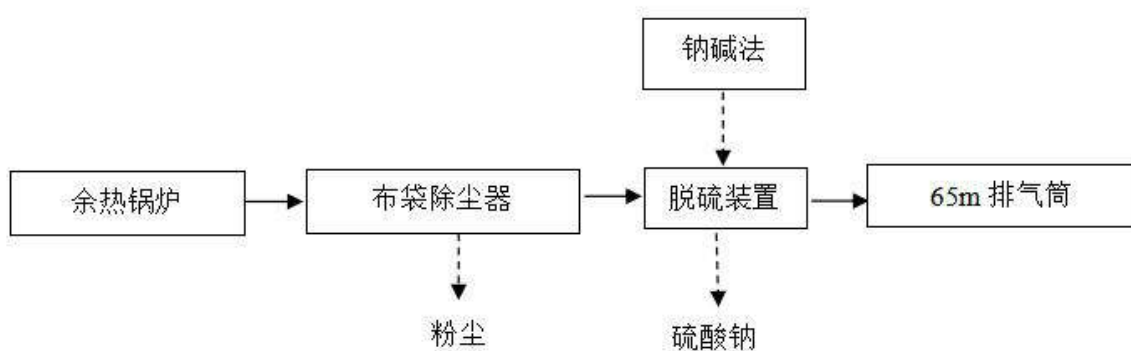 钠碱法
余热锅炉
布袋除尘器
脱硫装置
65m 排气筒
粉尘
硫酸钠